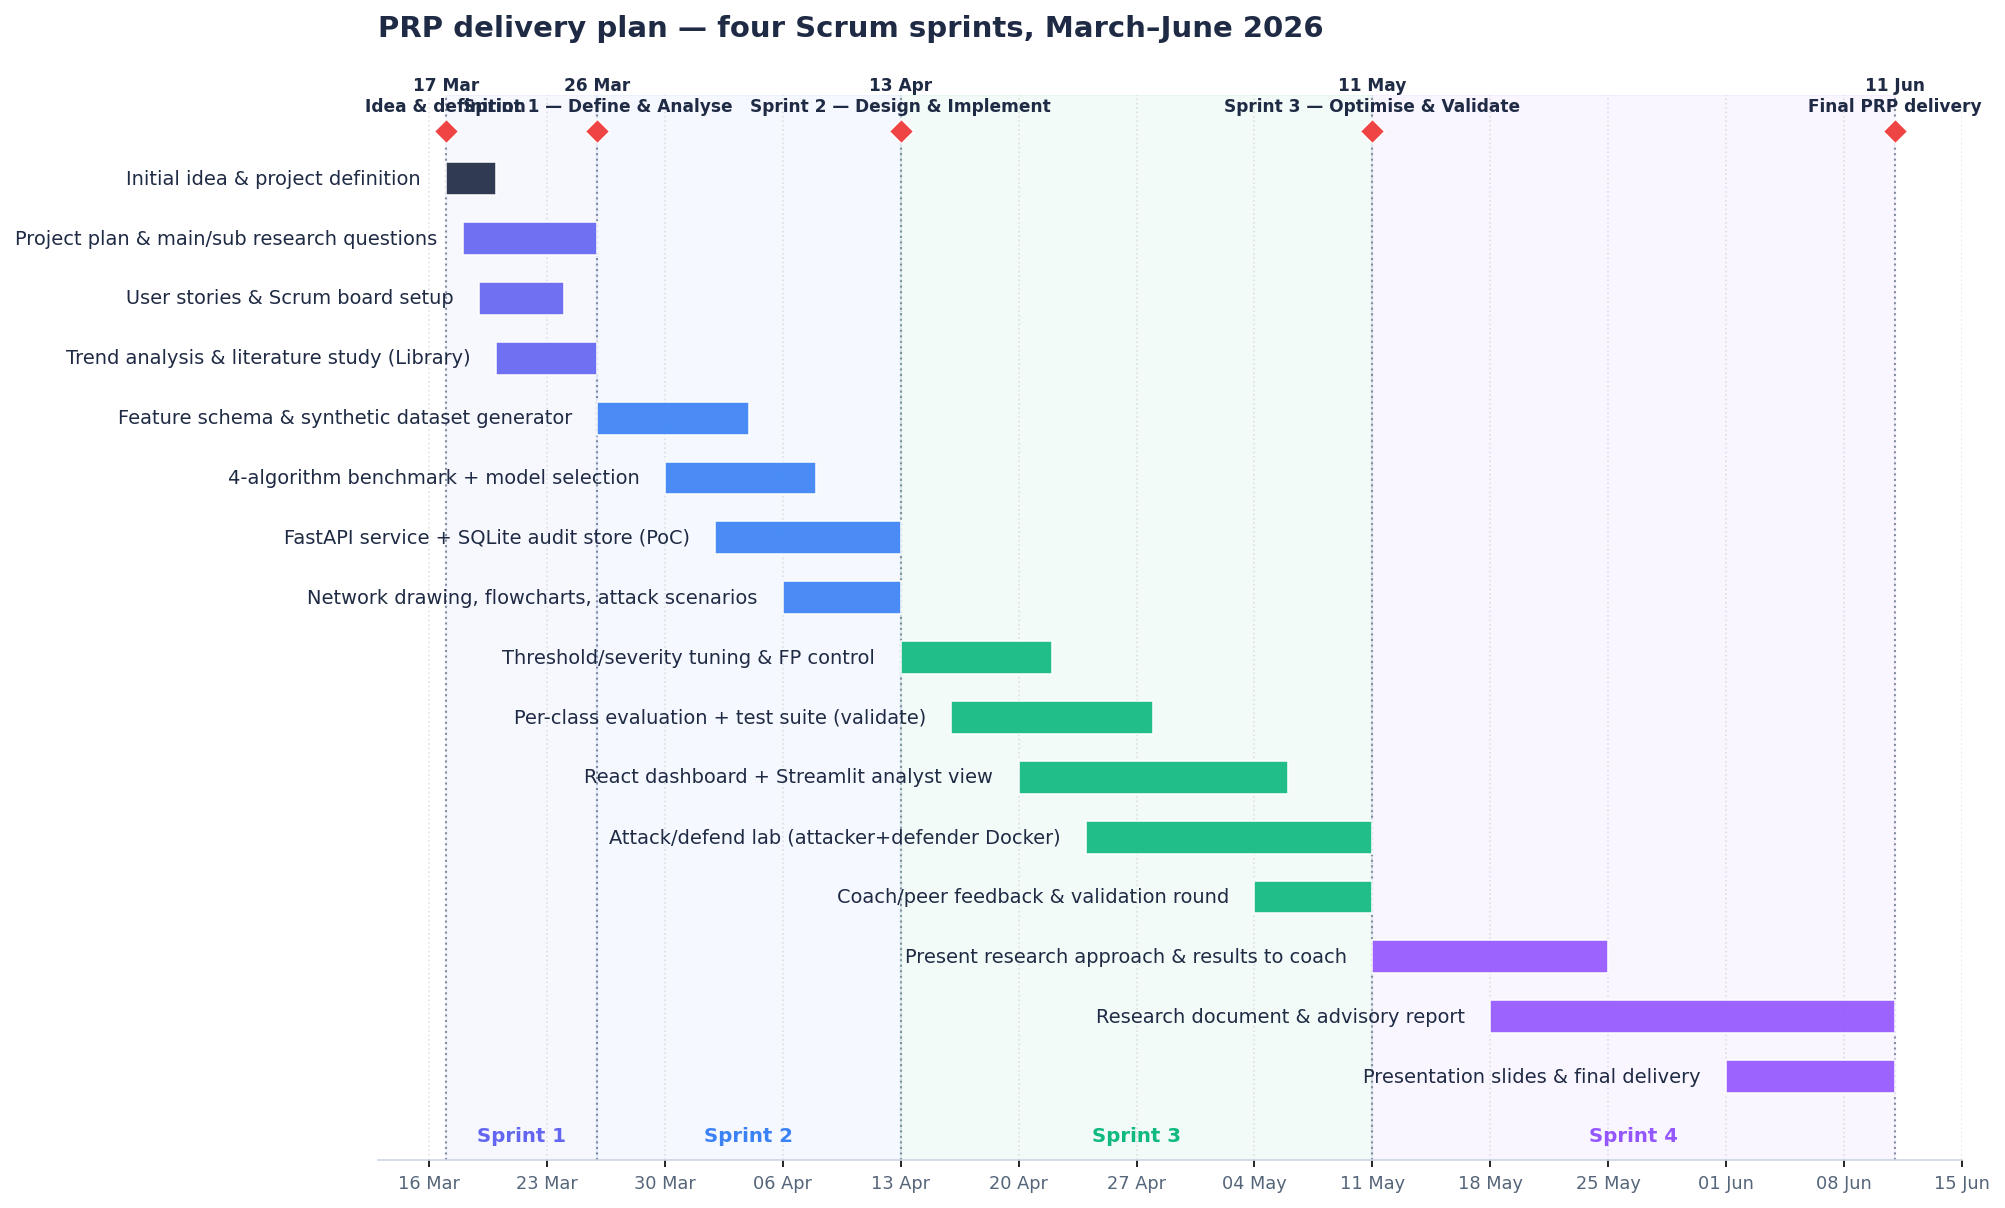 PRP delivery plan — four Scrum sprints, March–June 2026
17 Mar
Idea & definition
26 Mar
Sprint 1 — Define & Analyse
13 Apr
Sprint 2 — Design & Implement
11 May
Sprint 3 — Optimise & Validate
11 Jun
Final PRP delivery
Initial idea & project definition
Project plan & main/sub research questions
User stories & Scrum board setup
Trend analysis & literature study (Library)
Feature schema & synthetic dataset generator
4-algorithm benchmark + model selection
FastAPI service + SQLite audit store (PoC)
Network drawing, flowcharts, attack scenarios
Threshold/severity tuning & FP control
Per-class evaluation + test suite (validate)
React dashboard + Streamlit analyst view
Attack/defend lab (attacker+defender Docker)
Coach/peer feedback & validation round
Present research approach & results to coach
Research document & advisory report
Presentation slides & final delivery
Sprint 1 Sprint 2 Sprint 3 Sprint 4
16 Mar 23 Mar 30 Mar 06 Apr 13 Apr 20 Apr 27 Apr 04 May 11 May 18 May 25 May 01 Jun 08 Jun 15 Jun